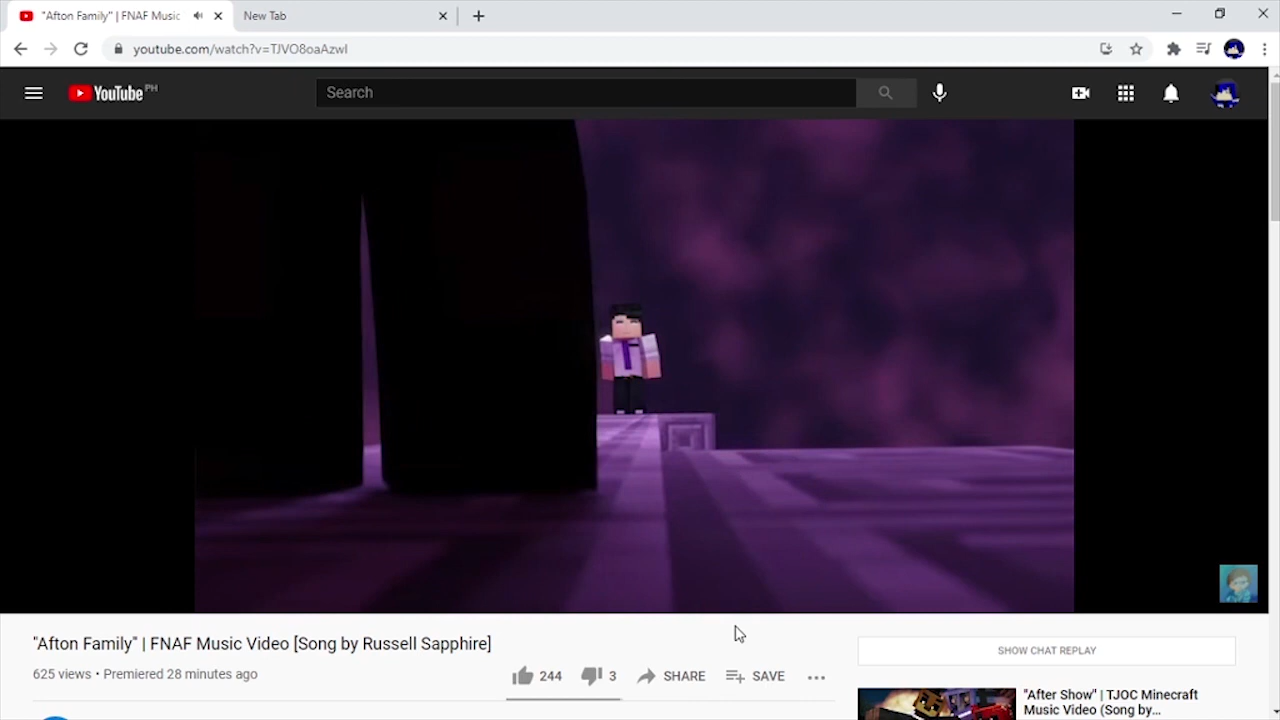 "Afton Family" | FNAF Music
New Tab
youtube.com/watch?v=TJVO8oaAzwI
YouTube PH
Search
"Afton Family" | FNAF Music Video [Song by Russell Sapphire]
625 views • Premiered 28 minutes ago
244
3
SHARE
SAVE
SHOW CHAT REPLAY
"After Show" | TJOC Minecraft
Music Video (Song by...